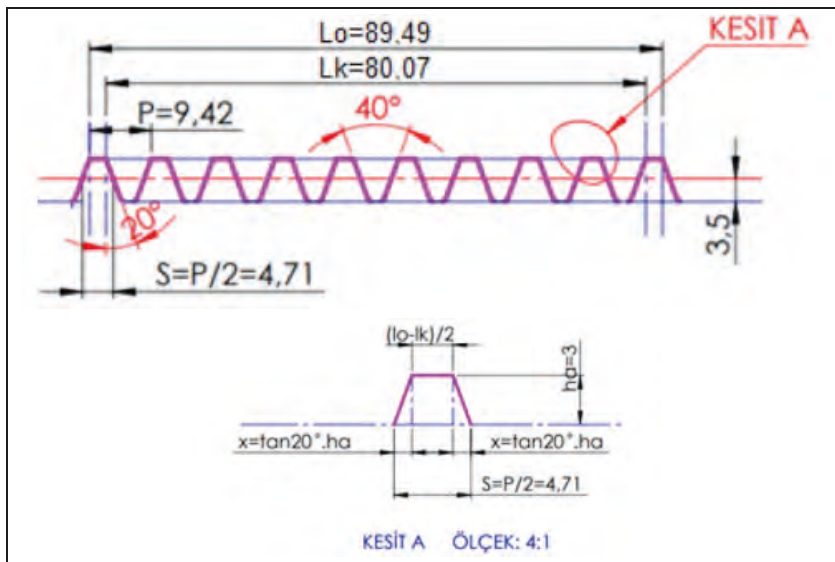 Lo=89,49
KESIT A
Lk=80,07
P=9,42
40°
20°
3,5
S=P/2=4,71
(lo-lk)/2
ha=3
x=tan20°.ha
x=tan20°.ha
S=P/2=4,71
KESİT A ÖLÇEK: 4:1